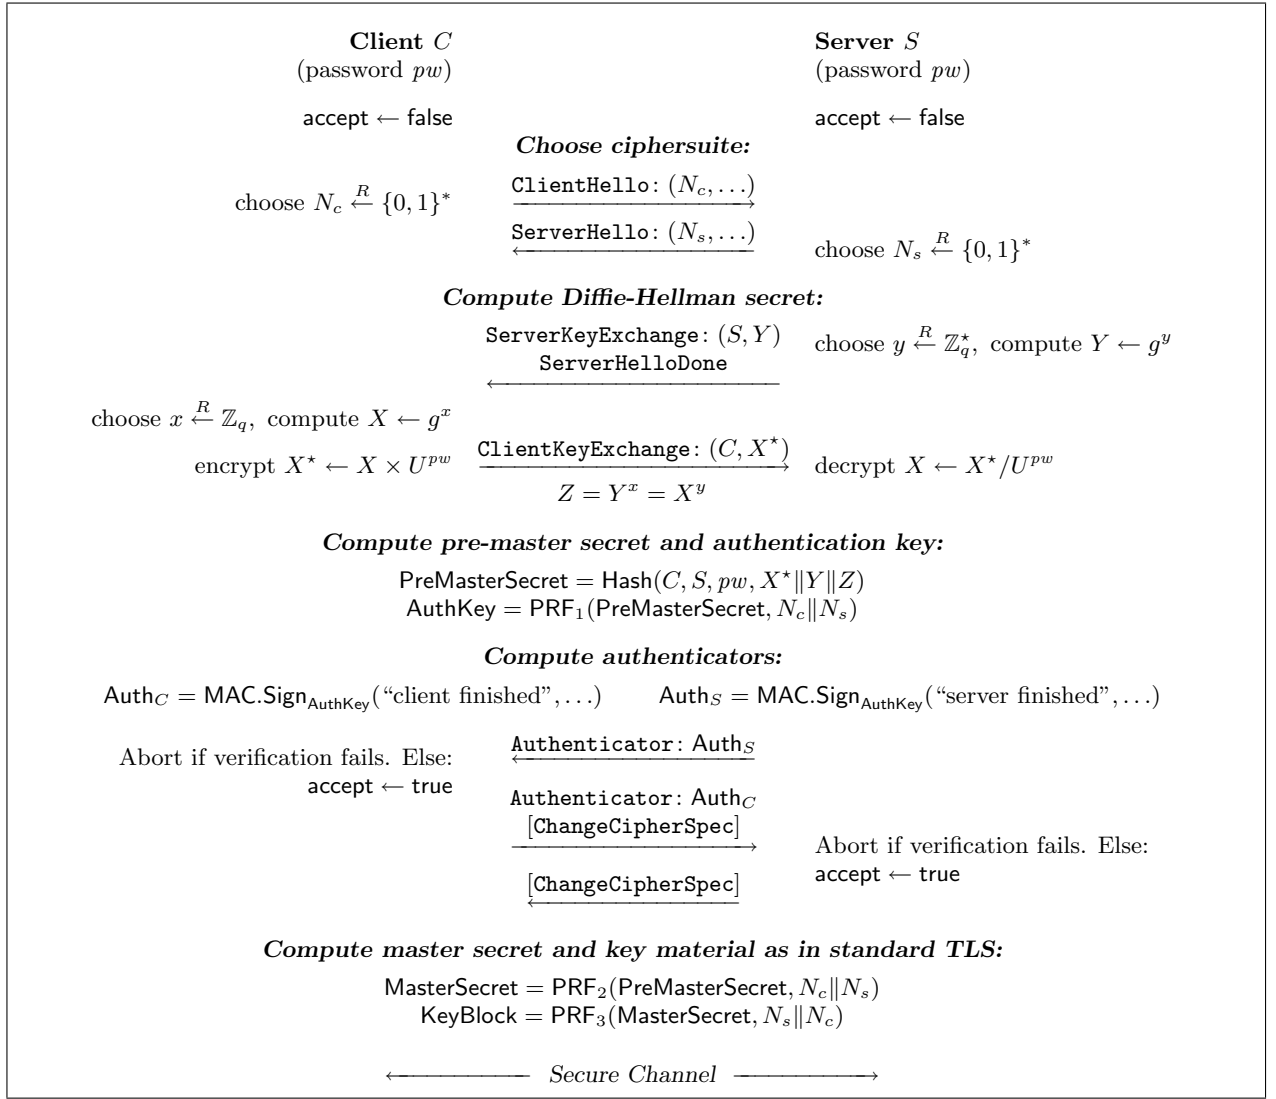 Client C Server S
(password pw) (password pw)
accept ← false accept ← false
Choose ciphersuite:
ClientHello: (N_c, …)
choose N_c ←^R {0, 1}^*
ServerHello: (N_s, …)
choose N_s ←^R {0, 1}^*
Compute Diffie-Hellman secret:
ServerKeyExchange: (S, Y) choose y ←^R ℤ_q^⋆, compute Y ← g^y
ServerHelloDone
choose x ←^R ℤ_q, compute X ← g^x
encrypt X^⋆ ← X × U^pw ClientKeyExchange: (C, X^⋆) decrypt X ← X^⋆/U^pw
Z = Y^x = X^y
Compute pre-master secret and authentication key:
PreMasterSecret = Hash(C, S, pw, X^⋆‖Y‖Z)
AuthKey = PRF_1(PreMasterSecret, N_c‖N_s)
Compute authenticators:
Auth_C = MAC.Sign_AuthKey(“client finished”, …) Auth_S = MAC.Sign_AuthKey(“server finished”, …)
Authenticator: Auth_S
Abort if verification fails. Else:
accept ← true
Authenticator: Auth_C
[ChangeCipherSpec]
Abort if verification fails. Else:
accept ← true
[ChangeCipherSpec]
Compute master secret and key material as in standard TLS:
MasterSecret = PRF_2(PreMasterSecret, N_c‖N_s)
KeyBlock = PRF_3(MasterSecret, N_s‖N_c)
Secure Channel